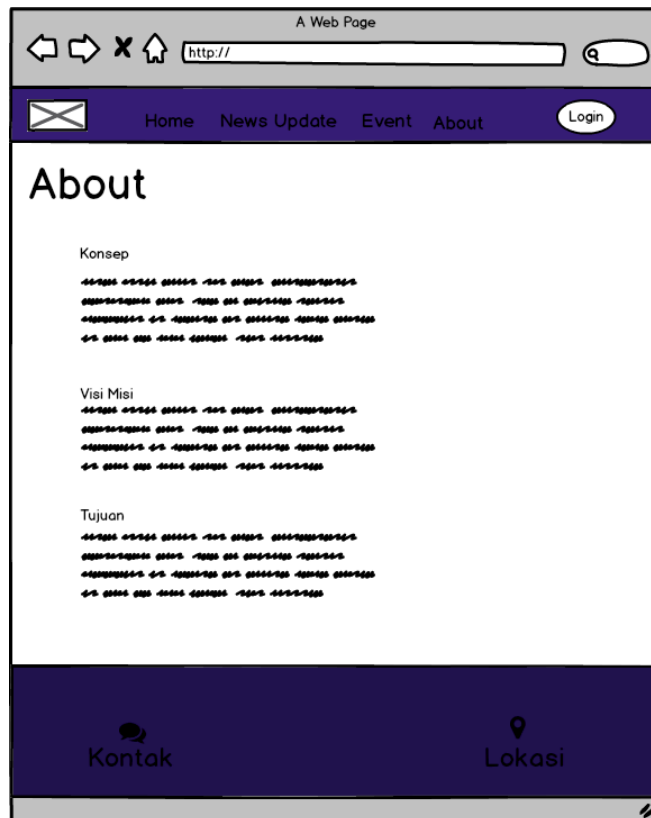 A Web Page
http://
Home News Update Event About Login
About
Konsep
Visi Misi
Tujuan
Kontak Lokasi